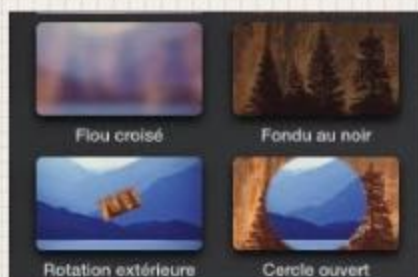 Flou croisé
Fondu au noir
Rotation extérieure
Cercle ouvert